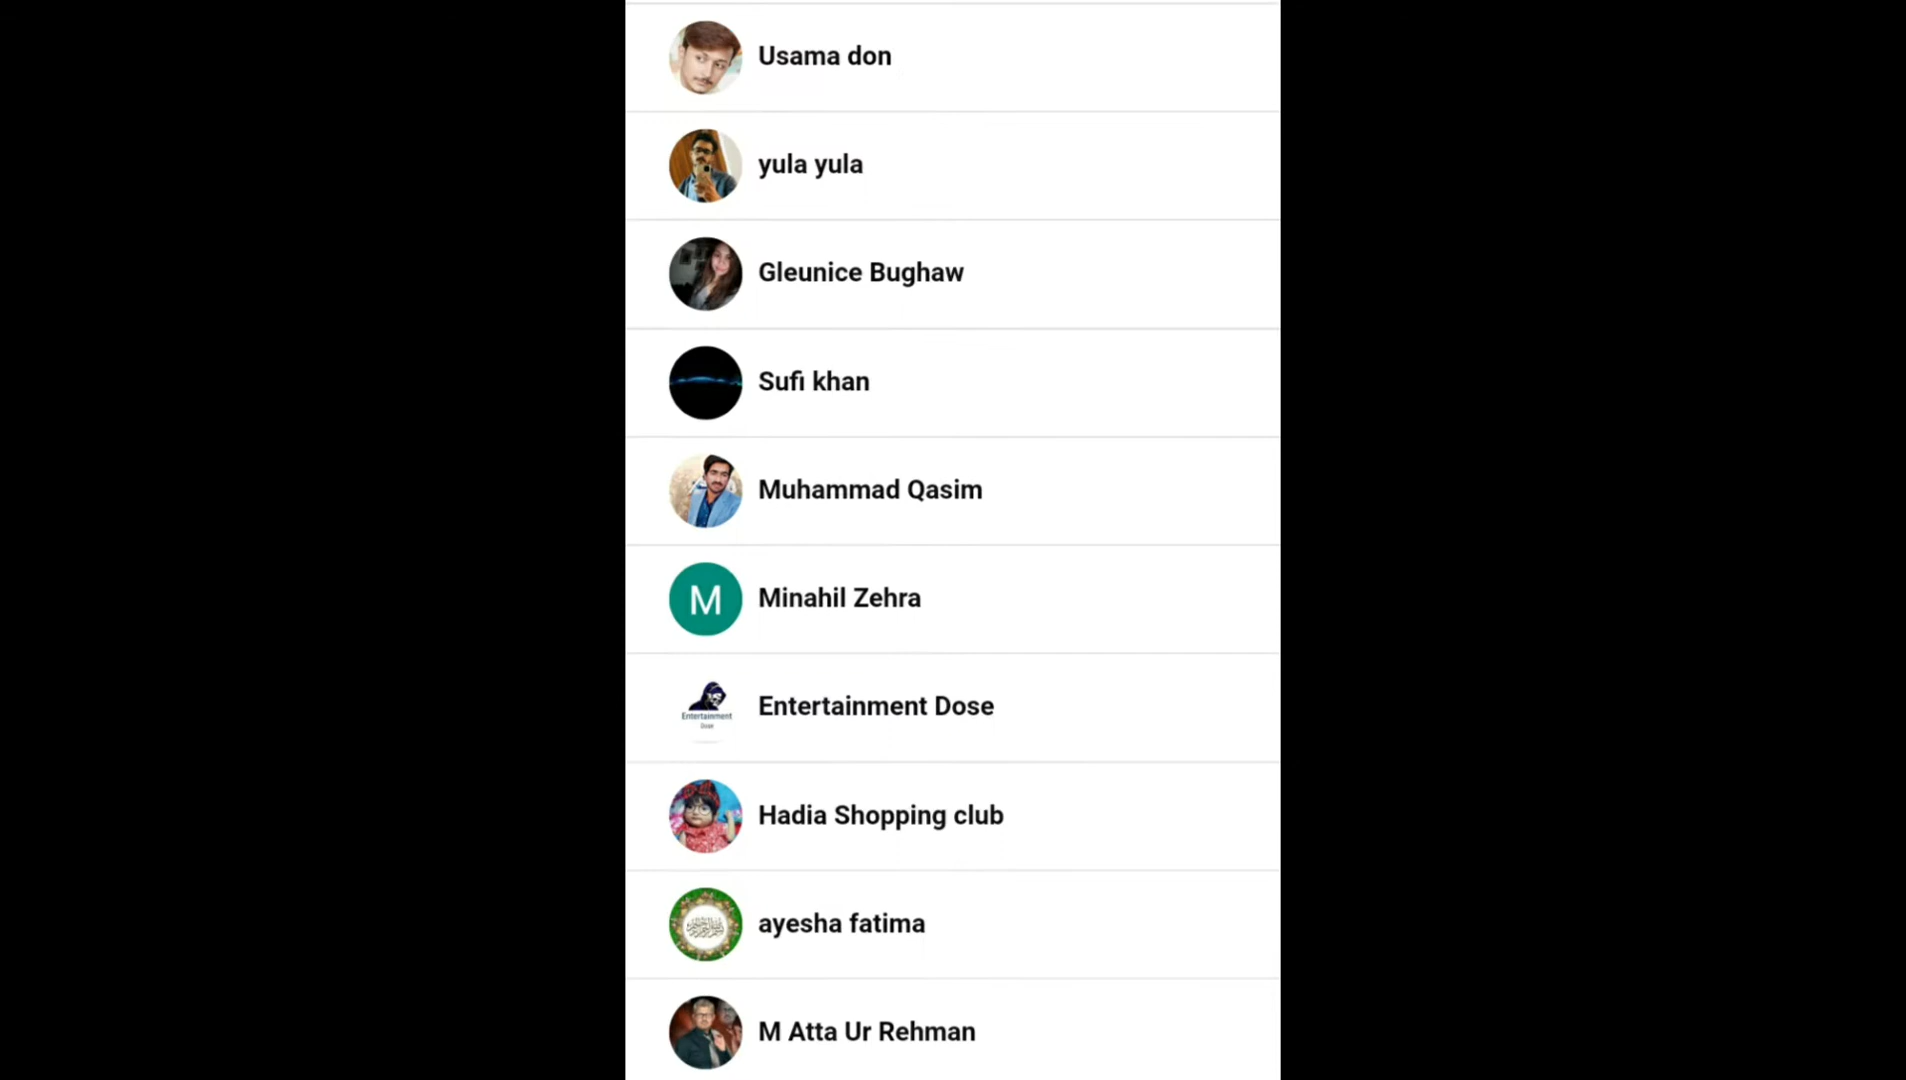 Usama don
yula yula
Gleunice Bughaw
Sufi khan
Muhammad Qasim
M
Minahil Zehra
Entertainment
Dose
Entertainment Dose
Hadia Shopping club
ayesha fatima
M Atta Ur Rehman